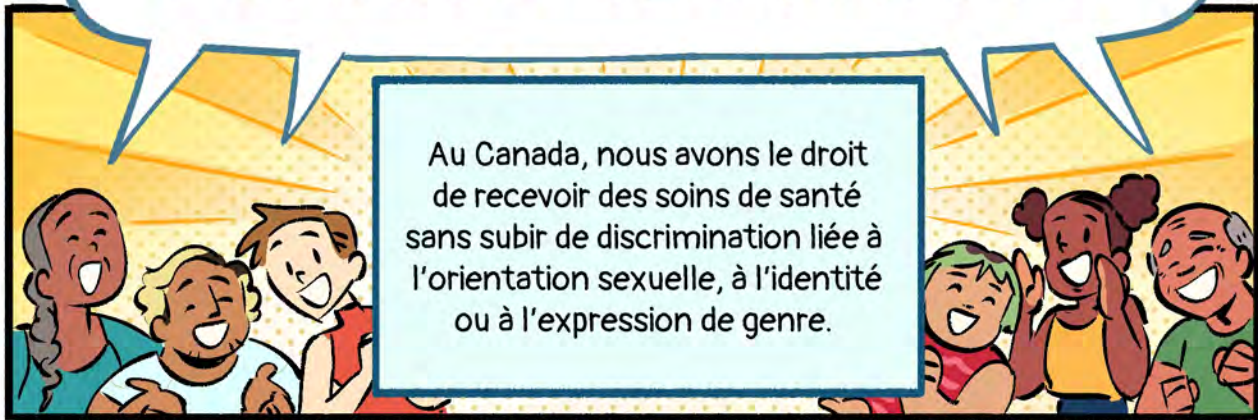 Au Canada, nous avons le droit
de recevoir des soins de santé
sans subir de discrimination liée à
l'orientation sexuelle, à l'identité
ou à l'expression de genre.